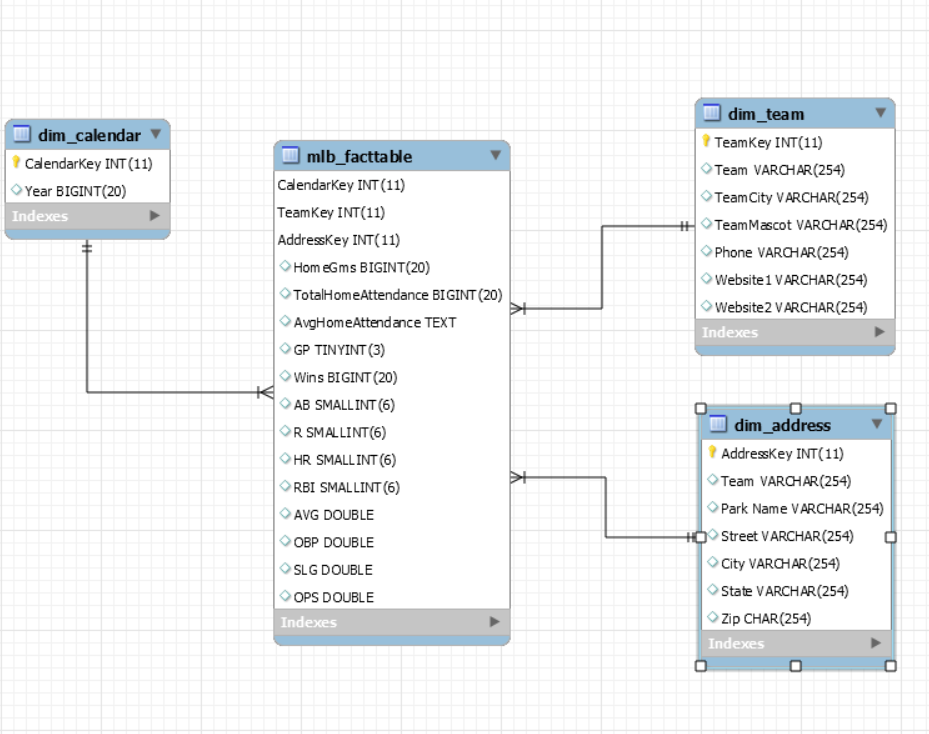 dim_calendar
CalendarKey INT(11)
Year BIGINT(20)
Indexes
mlb_facttable
CalendarKey INT(11)
TeamKey INT(11)
AddressKey INT(11)
HomeGms BIGINT(20)
TotalHomeAttendance BIGINT(20)
AvgHomeAttendance TEXT
GP TINYINT(3)
Wins BIGINT(20)
AB SMALLINT(6)
R SMALLINT(6)
HR SMALLINT(6)
RBI SMALLINT(6)
AVG DOUBLE
OBP DOUBLE
SLG DOUBLE
OPS DOUBLE
Indexes
dim_team
TeamKey INT(11)
Team VARCHAR(254)
TeamCity VARCHAR(254)
TeamMascot VARCHAR(254)
Phone VARCHAR(254)
Website1 VARCHAR(254)
Website2 VARCHAR(254)
Indexes
dim_address
AddressKey INT(11)
Team VARCHAR(254)
Park Name VARCHAR(254)
Street VARCHAR(254)
City VARCHAR(254)
State VARCHAR(254)
Zip CHAR(254)
Indexes